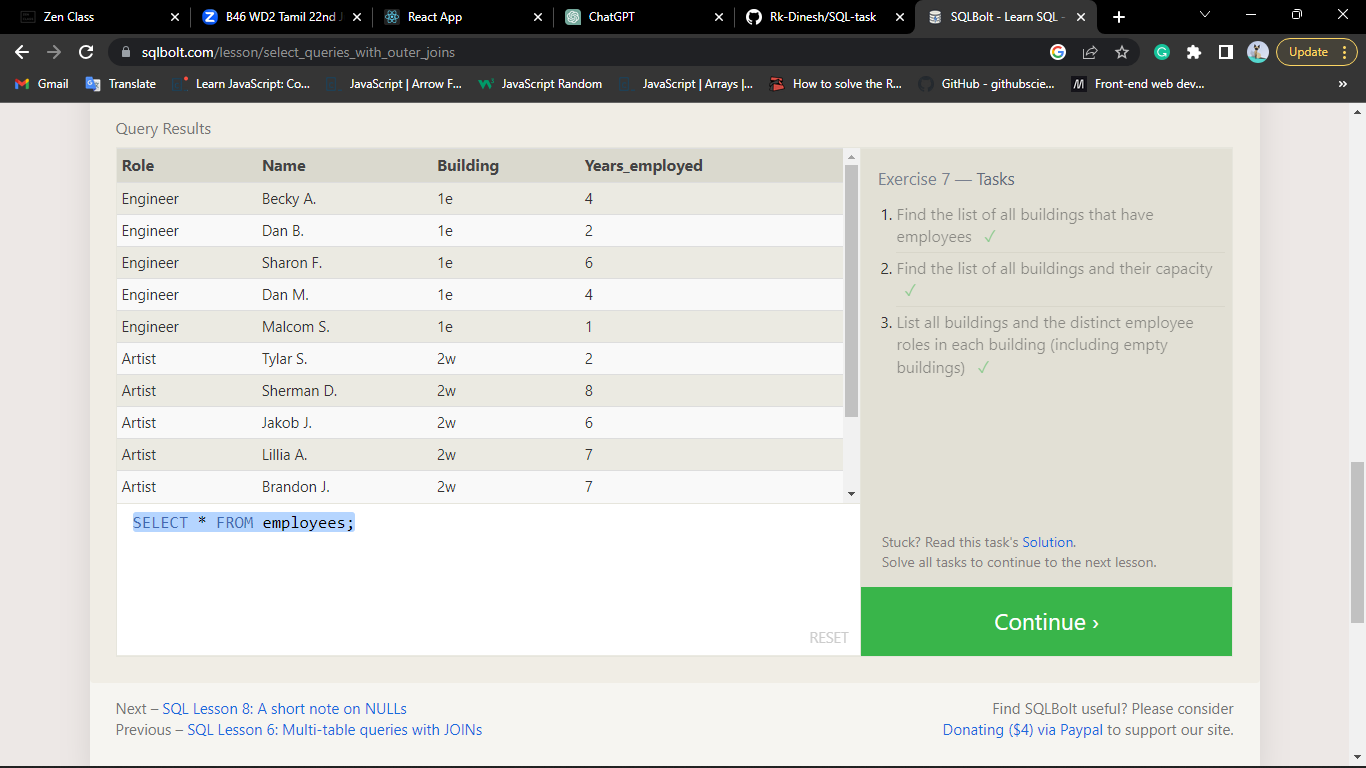 Zen Class
B46 WD2 Tamil 22nd J
React App
ChatGPT
Rk-Dinesh/SQL-task
SQLBolt - Learn SQL -
sqlbolt.com/lesson/select_queries_with_outer_joins
Update
Gmail
Translate
Learn JavaScript: Co...
JavaScript | Arrow F...
JavaScript Random
JavaScript | Arrays |...
How to solve the R...
GitHub - githubscie...
Front-end web dev...
»
Query Results
Role Name Building Years_employed
Engineer Becky A. 1e 4
Engineer Dan B. 1e 2
Engineer Sharon F. 1e 6
Engineer Dan M. 1e 4
Engineer Malcom S. 1e 1
Artist Tylar S. 2w 2
Artist Sherman D. 2w 8
Artist Jakob J. 2w 6
Artist Lillia A. 2w 7
Artist Brandon J. 2w 7
SELECT * FROM employees;
RESET
Exercise 7 — Tasks
1. Find the list of all buildings that have
employees ✓
2. Find the list of all buildings and their capacity
✓
3. List all buildings and the distinct employee
roles in each building (including empty
buildings) ✓
Stuck? Read this task's Solution.
Solve all tasks to continue to the next lesson.
Continue ›
Next – SQL Lesson 8: A short note on NULLs
Previous – SQL Lesson 6: Multi-table queries with JOINs
Find SQLBolt useful? Please consider
Donating ($4) via Paypal to support our site.